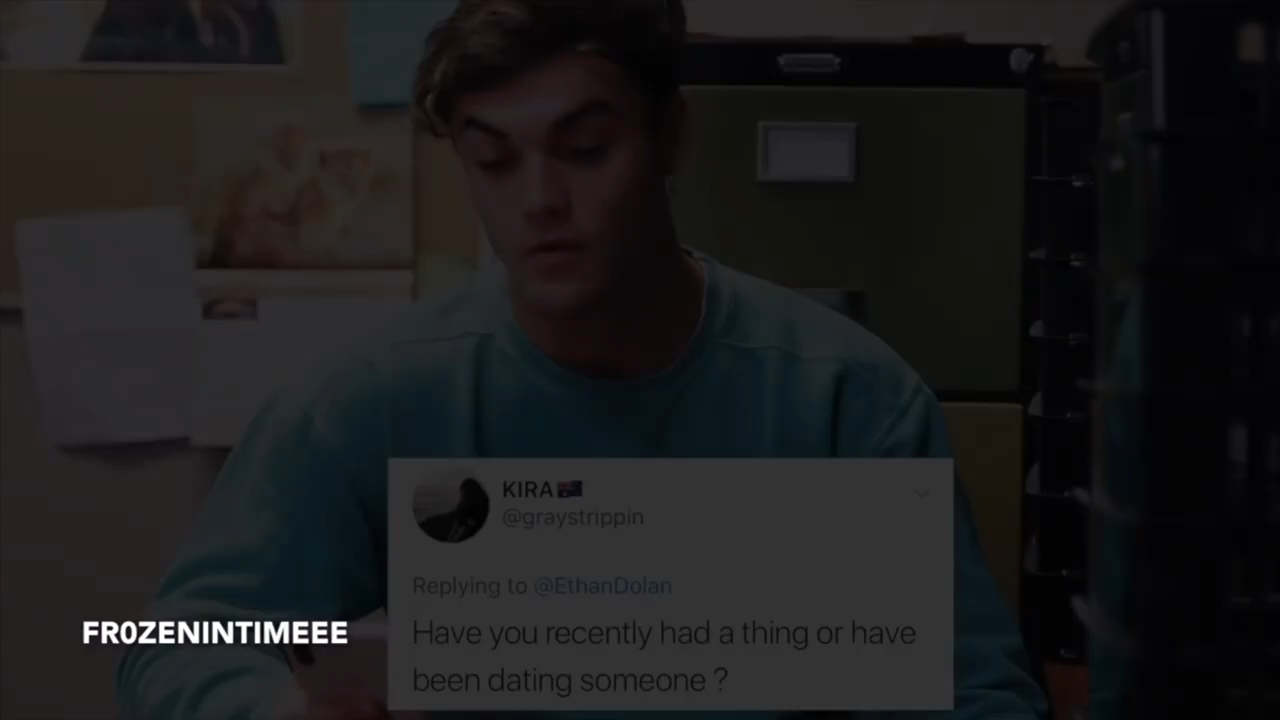 KIRA🇦🇺
@graystrippin
Replying to @EthanDolan
Have you recently had a thing or have
been dating someone ?
FR0ZENINTIMEEE